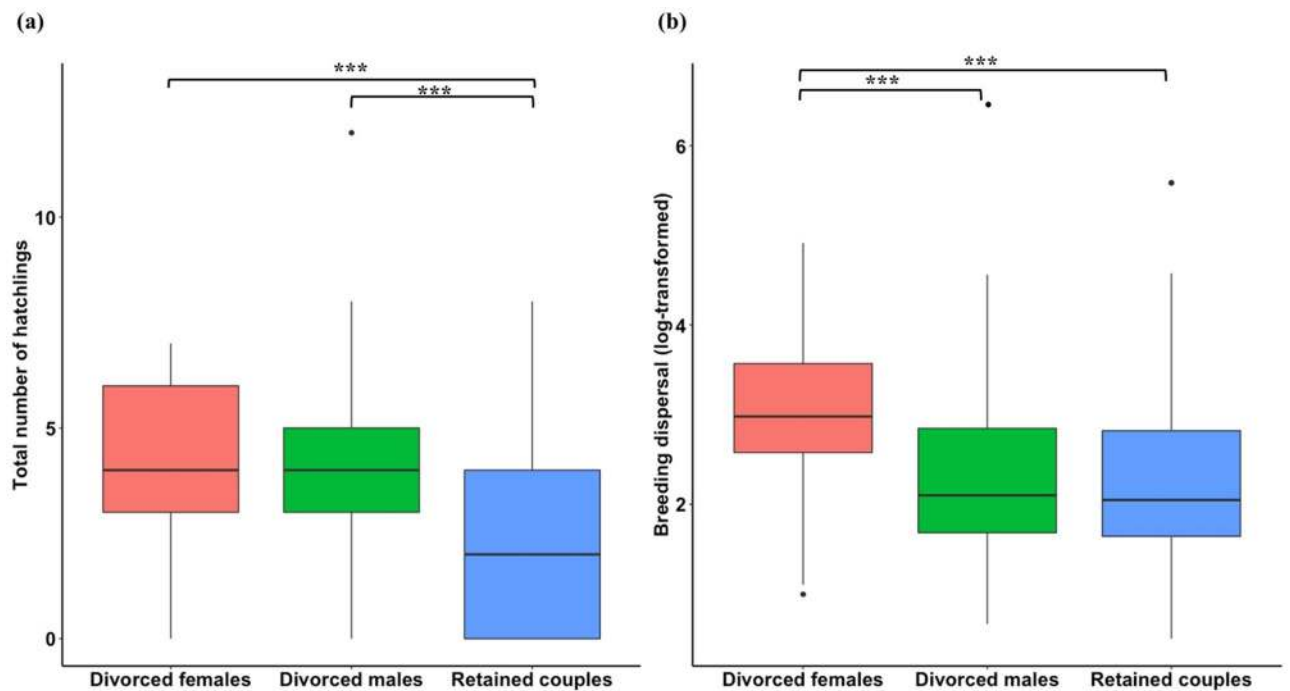 (a)
***
***
10
5
0
Total number of hatchlings
Divorced females Divorced males Retained couples
(b)
***
***
6
4
2
Breeding dispersal (log-transformed)
Divorced females Divorced males Retained couples